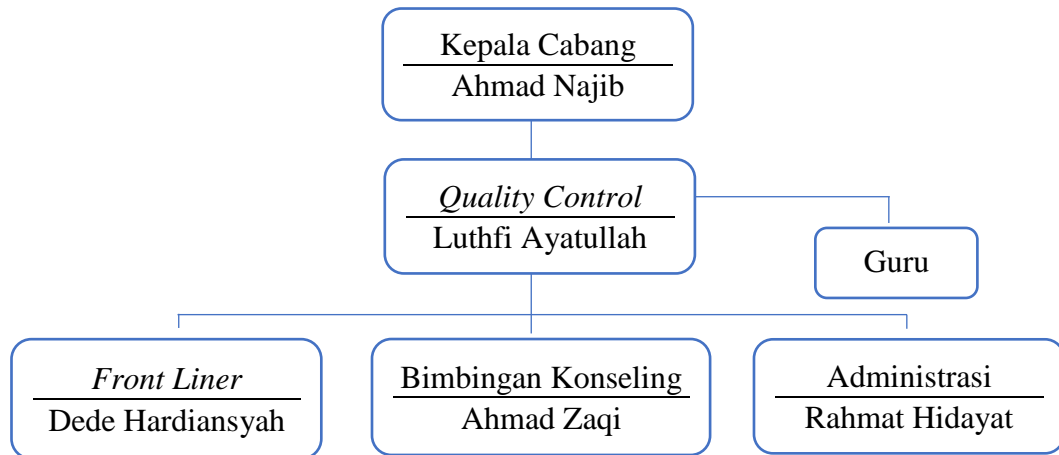 Kepala Cabang
Ahmad Najib
Quality Control
Luthfi Ayatullah
Guru
Front Liner
Dede Hardiansyah
Bimbingan Konseling
Ahmad Zaqi
Administrasi
Rahmat Hidayat